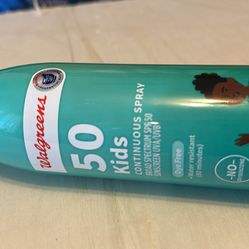 Walgreens
50
Kids
CONTINUOUS SPRAY
BROAD SPECTRUM SPF 50
SUNSCREEN UVA/UVB
Dye Free
Water resistant
(80 minutes)
-NO-